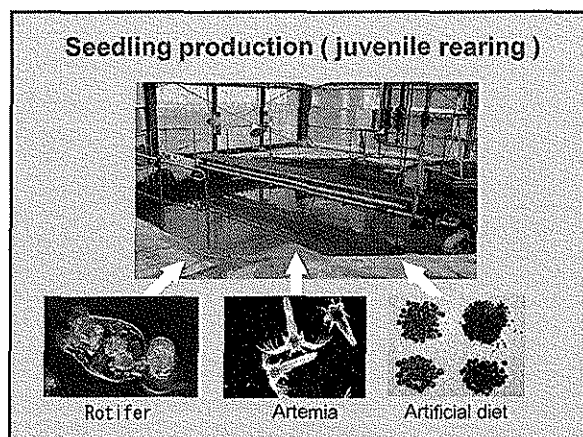 Seedling production ( juvenile rearing )
Rotifer
Artemia
Artificial diet